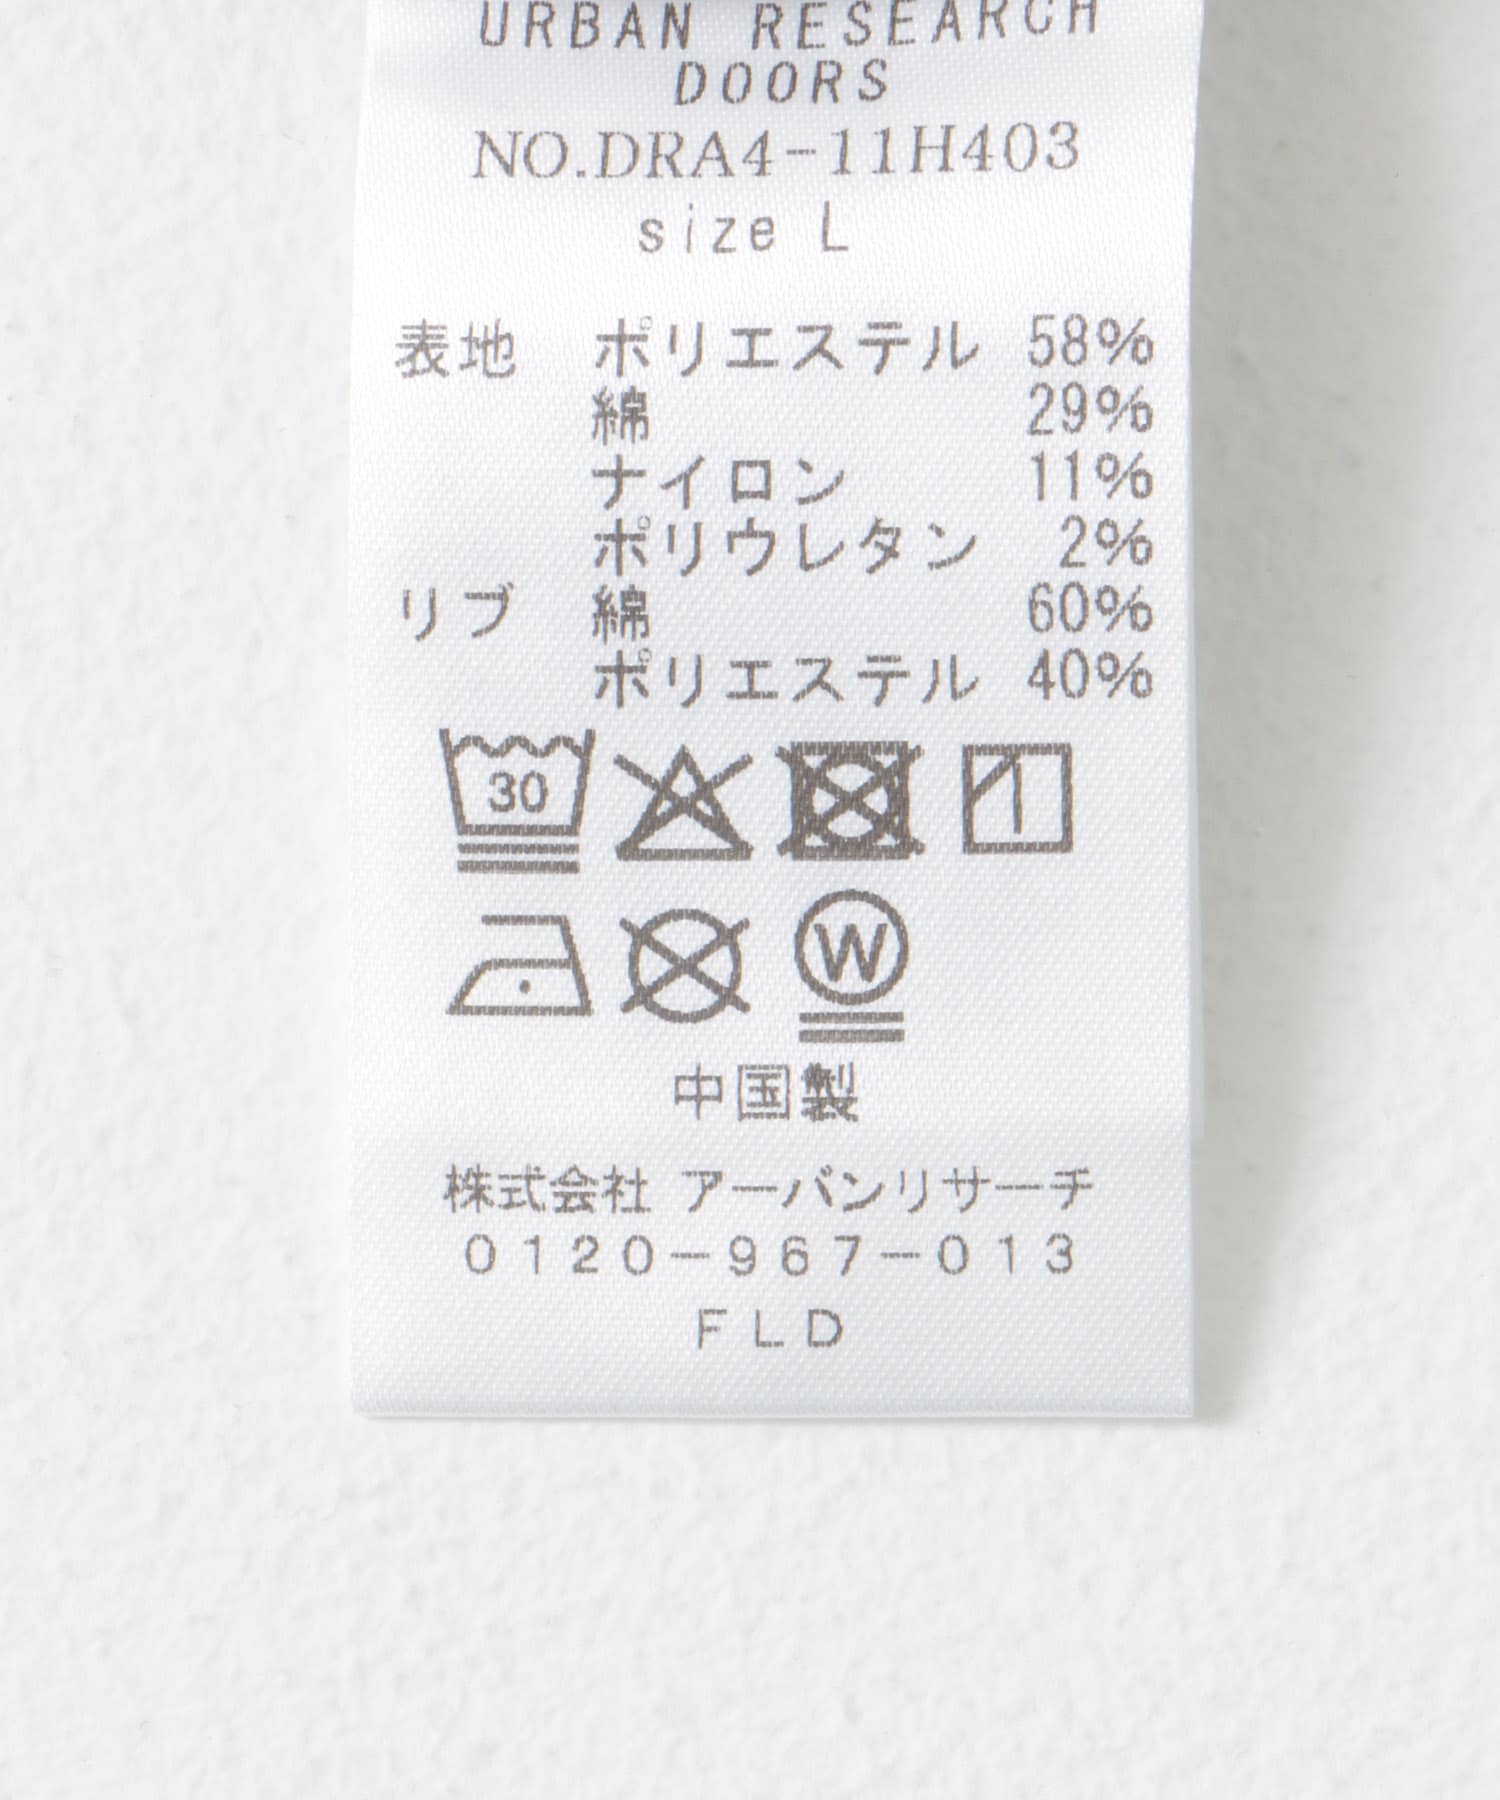 URBAN RESEARCH
DOORS
NO.DRA4-11H403
size L
表地 ポリエステル 58%
綿 29%
ナイロン 11%
ポリウレタン 2%
リブ 綿 60%
ポリエステル 40%
30
W
中国製
株式会社 アーバンリサーチ
0120-967-013
FLD